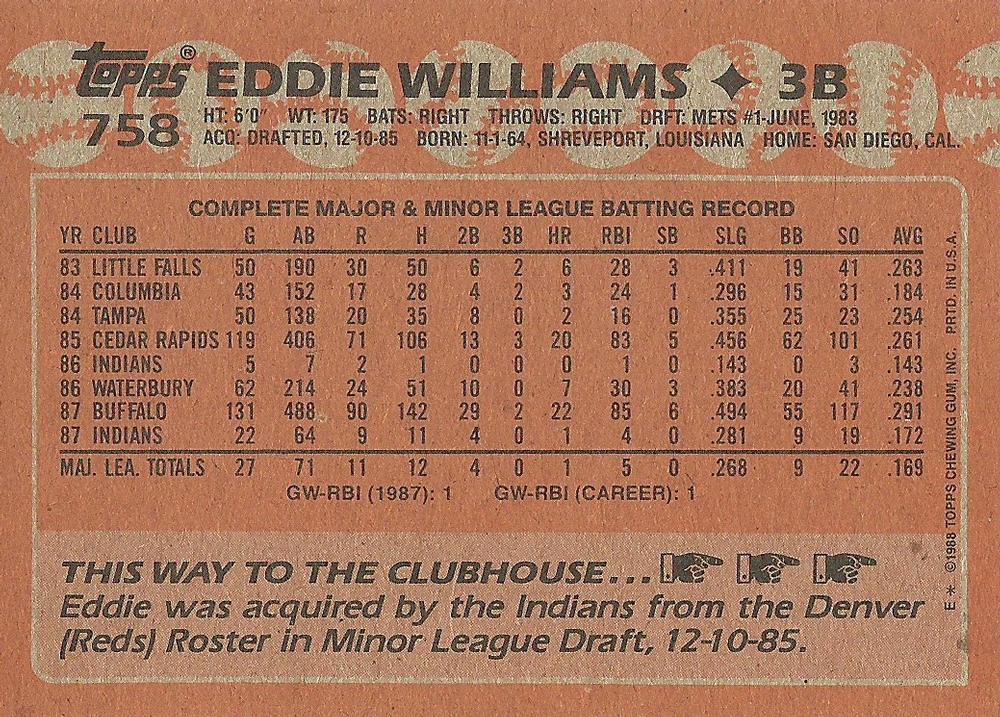 Topps® EDDIE WILLIAMS ✦ 3B
758 HT: 6'0" WT: 175 BATS: RIGHT THROWS: RIGHT DRFT: METS #1-JUNE, 1983
ACQ: DRAFTED, 12-10-85 BORN: 11-1-64, SHREVEPORT, LOUISIANA HOME: SAN DIEGO, CAL.
COMPLETE MAJOR & MINOR LEAGUE BATTING RECORD
YR CLUB G AB R H 2B 3B HR RBI SB SLG BB SO AVG
83 LITTLE FALLS 50 190 30 50 6 2 6 28 3 .411 19 41 .263
84 COLUMBIA 43 152 17 28 4 2 3 24 1 .296 15 31 .184
84 TAMPA 50 138 20 35 8 0 2 16 0 .355 25 23 .254
85 CEDAR RAPIDS 119 406 71 106 13 3 20 83 5 .456 62 101 .261
86 INDIANS 5 7 2 1 0 0 0 1 0 .143 0 3 .143
86 WATERBURY 62 214 24 51 10 0 7 30 3 .383 20 41 .238
87 BUFFALO 131 488 90 142 29 2 22 85 6 .494 55 117 .291
87 INDIANS 22 64 9 11 4 0 1 4 0 .281 9 19 .172
MAJ. LEA. TOTALS 27 71 11 12 4 0 1 5 0 .268 9 22 .169
GW-RBI (1987): 1 GW-RBI (CAREER): 1
THIS WAY TO THE CLUBHOUSE...
Eddie was acquired by the Indians from the Denver
(Reds) Roster in Minor League Draft, 12-10-85.
E * ©1988 TOPPS CHEWING GUM, INC. PRTD. IN U.S.A.